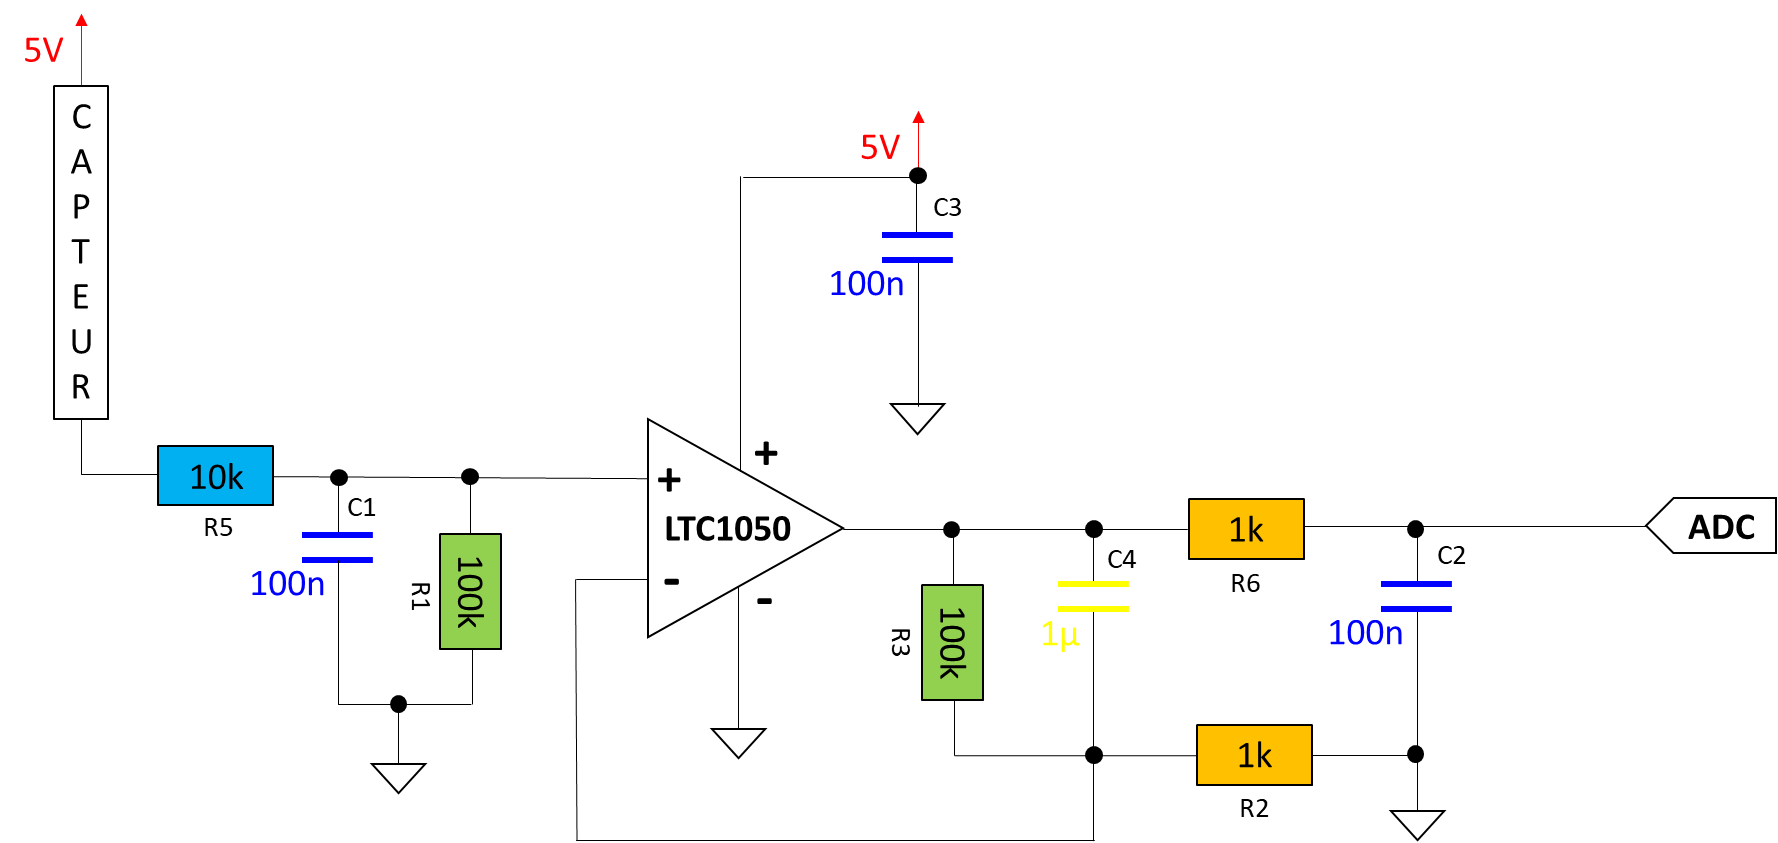 5V
CAPTEUR
5V
C3
100n
10k
R5
C1
100n
R1
100k
+
+
LTC1050
-
-
R3
100k
C4
1µ
1k
R6
C2
100n
ADC
1k
R2